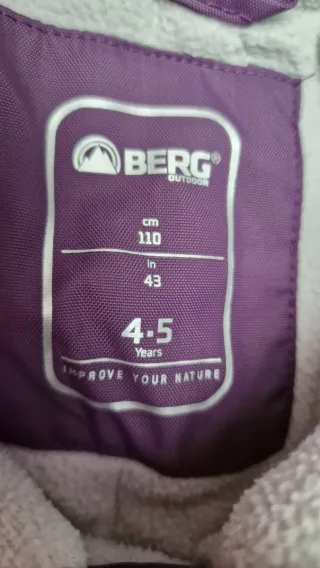 BERG®
OUTDOOR
cm
110
in
43
4-5
Years
IMPROVE YOUR NATURE